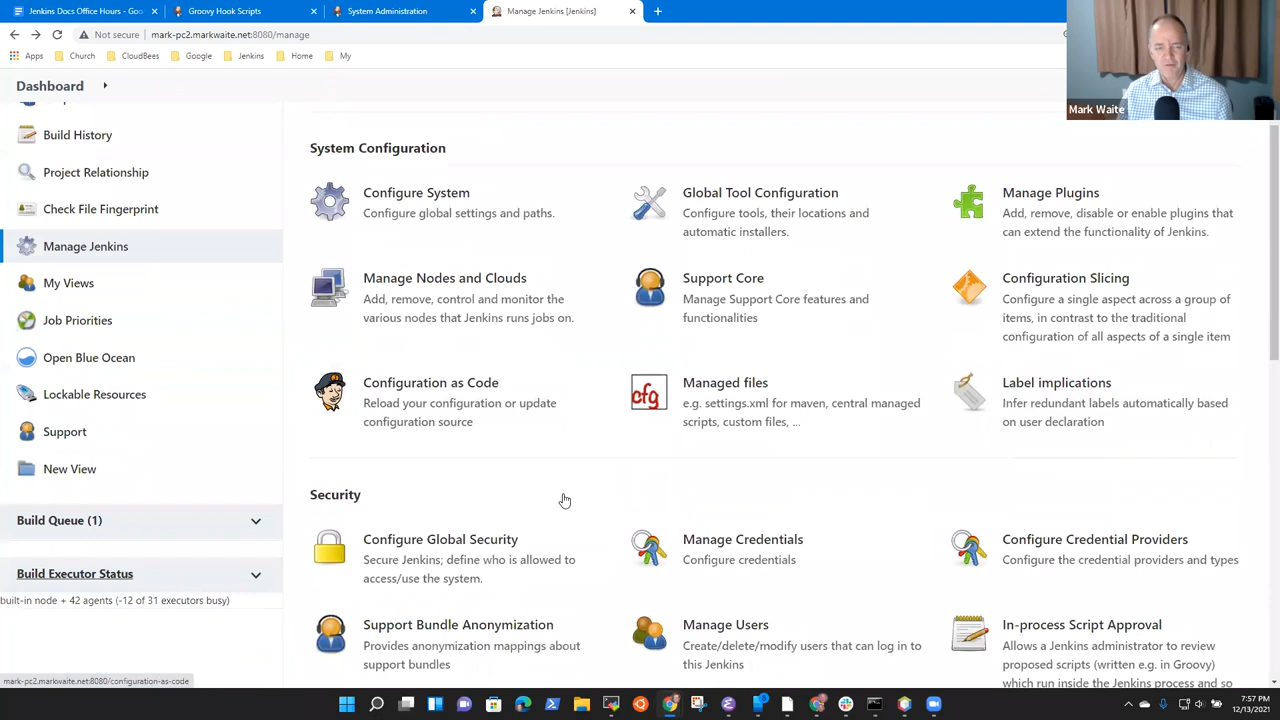 Jenkins Docs Office Hours - Goo
Groovy Hook Scripts
System Administration
Manage Jenkins [Jenkins]
Not secure
mark-pc2.markwaite.net:8080/manage
Apps
Church
CloudBees
Google
Jenkins
Home
My
Mark Waite
Dashboard
Build History
Project Relationship
Check File Fingerprint
Manage Jenkins
My Views
Job Priorities
Open Blue Ocean
Lockable Resources
Support
New View
Build Queue (1)
Build Executor Status
built-in node + 42 agents (-12 of 31 executors busy)
System Configuration
Configure System
Configure global settings and paths.
Global Tool Configuration
Configure tools, their locations and
automatic installers.
Manage Plugins
Add, remove, disable or enable plugins that
can extend the functionality of Jenkins.
Manage Nodes and Clouds
Add, remove, control and monitor the
various nodes that Jenkins runs jobs on.
Support Core
Manage Support Core features and
functionalities
Configuration Slicing
Configure a single aspect across a group of
items, in contrast to the traditional
configuration of all aspects of a single item
Configuration as Code
Reload your configuration or update
configuration source
cfg
Managed files
e.g. settings.xml for maven, central managed
scripts, custom files, ...
Label implications
Infer redundant labels automatically based
on user declaration
Security
Configure Global Security
Secure Jenkins; define who is allowed to
access/use the system.
Manage Credentials
Configure credentials
Configure Credential Providers
Configure the credential providers and types
Support Bundle Anonymization
Provides anonymization mappings about
support bundles
Manage Users
Create/delete/modify users that can log in to
this Jenkins
In-process Script Approval
Allows a Jenkins administrator to review
proposed scripts (written e.g. in Groovy)
which run inside the Jenkins process and so
mark-pc2.markwaite.net:8080/configuration-as-code
7:57 PM
12/13/2021